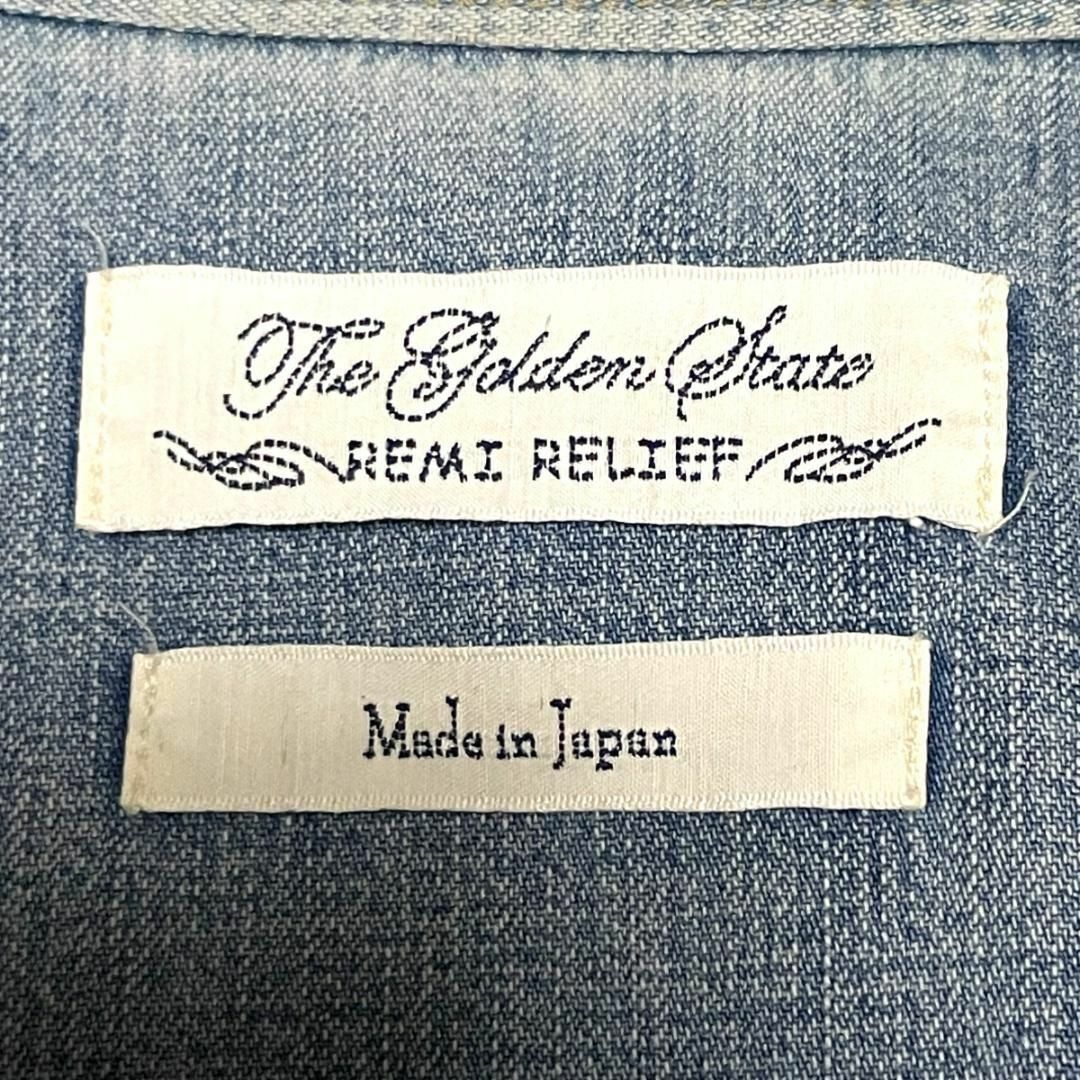 The Golden State
REMI RELIEF
Made in Japan